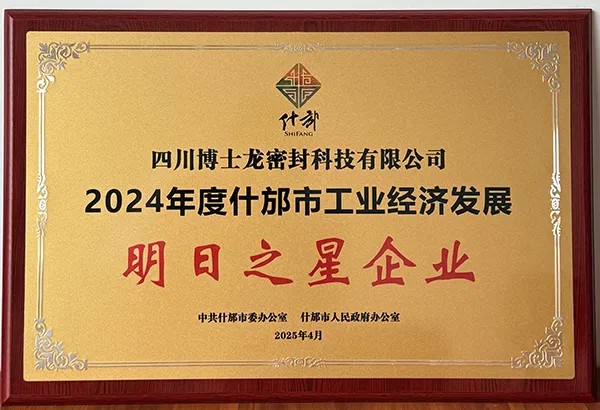 什邡
SHIFANG
四川博士龙密封科技有限公司
2024年度什邡市工业经济发展
明日之星企业
中共什邡市委办公室 什邡市人民政府办公室
2025年4月